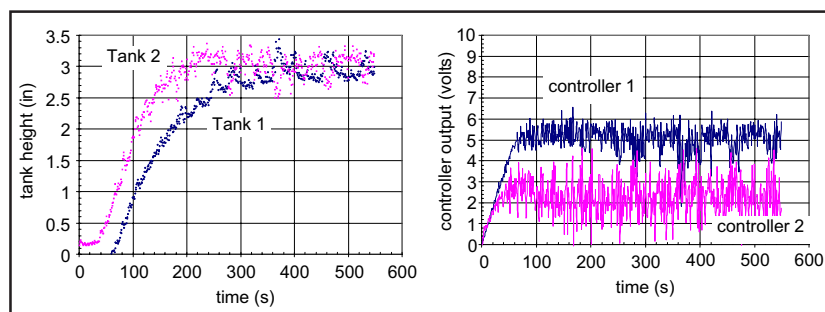 tank height (in)
3.5
3
2.5
2
1.5
1
0.5
0
Tank 2
Tank 1
0 100 200 300 400 500 600
time (s)
controller output (volts)
10
9
8
7
6
5
4
3
2
1
0
controller 1
controller 2
0 100 200 300 400 500 600
time (s)